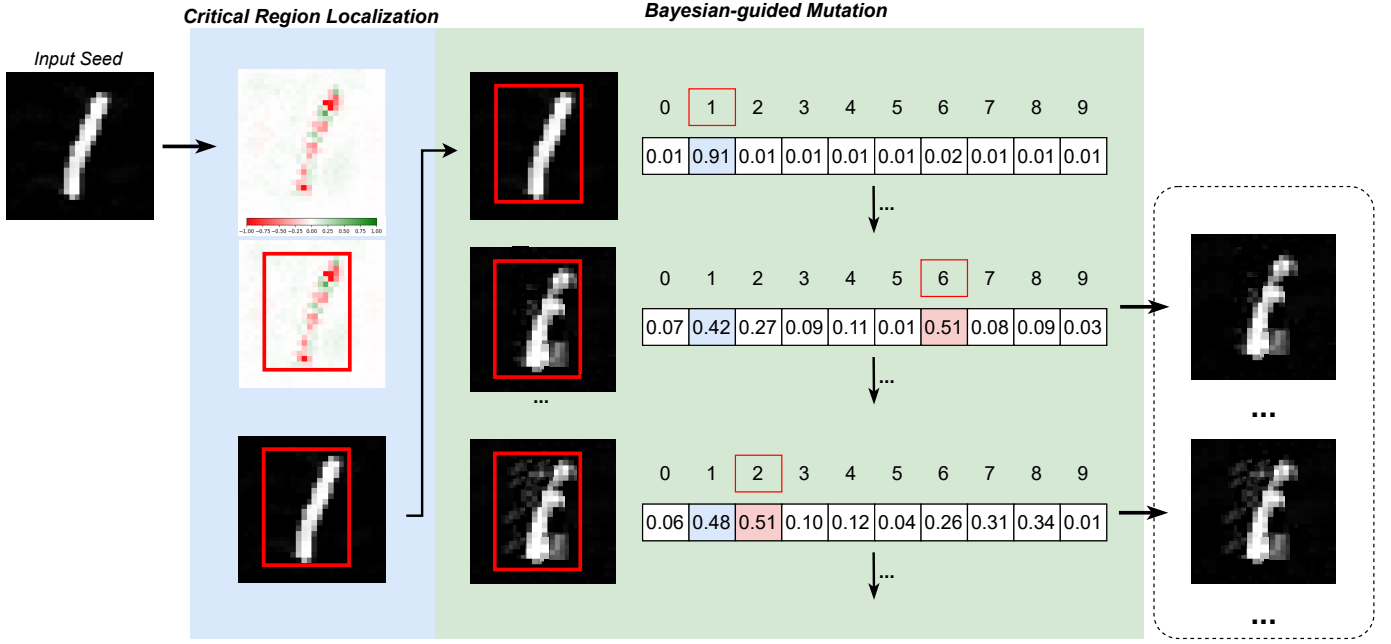 Critical Region Localization
Bayesian-guided Mutation
Input Seed
−1.00 −0.75 −0.50 −0.25 0.00 0.25 0.50 0.75 1.00
0 1 2 3 4 5 6 7 8 9
0.01 0.91 0.01 0.01 0.01 0.01 0.02 0.01 0.01 0.01
...
0 1 2 3 4 5 6 7 8 9
0.07 0.42 0.27 0.09 0.11 0.01 0.51 0.08 0.09 0.03
...
...
...
0 1 2 3 4 5 6 7 8 9
0.06 0.48 0.51 0.10 0.12 0.04 0.26 0.31 0.34 0.01
...
...